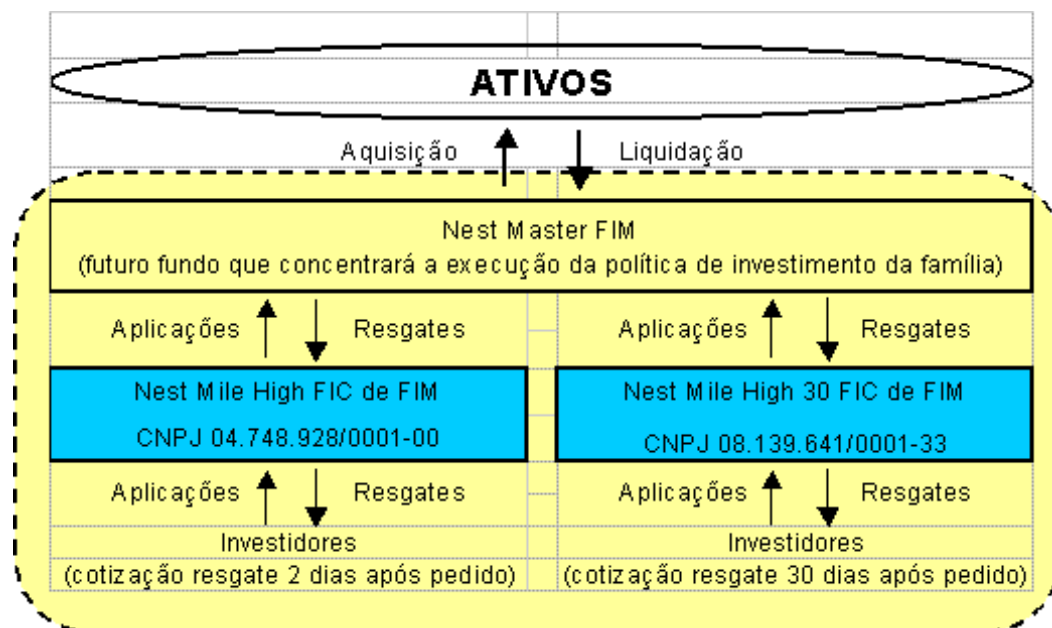 ATIVOS
Aquisição Liquidação
Nest Master FIM
(futuro fundo que concentrará a execução da política de investimento da família)
Aplicações Resgates Aplicações Resgates
Nest Mile High FIC de FIM Nest Mile High 30 FIC de FIM
CNPJ 04.748.928/0001-00 CNPJ 08.139.641/0001-33
Aplicações Resgates Aplicações Resgates
Investidores Investidores
(cotização resgate 2 dias após pedido) (cotização resgate 30 dias após pedido)